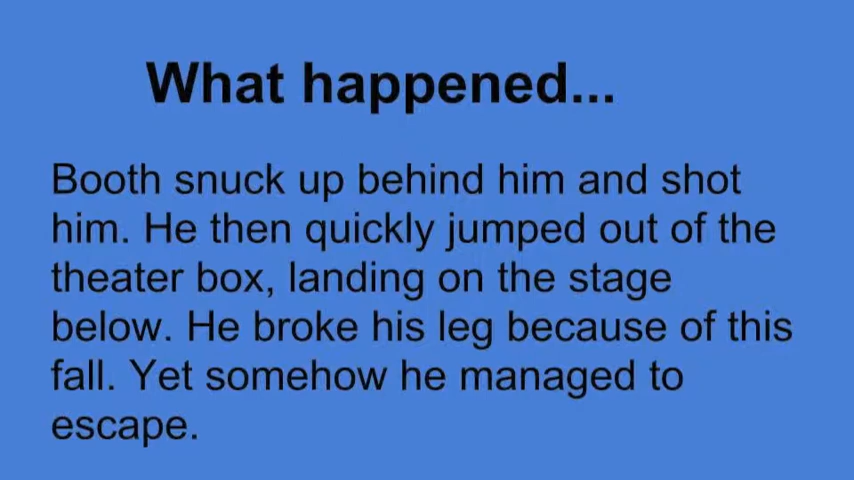 What happened...
Booth snuck up behind him and shot
him. He then quickly jumped out of the
theater box, landing on the stage
below. He broke his leg because of this
fall. Yet somehow he managed to
escape.